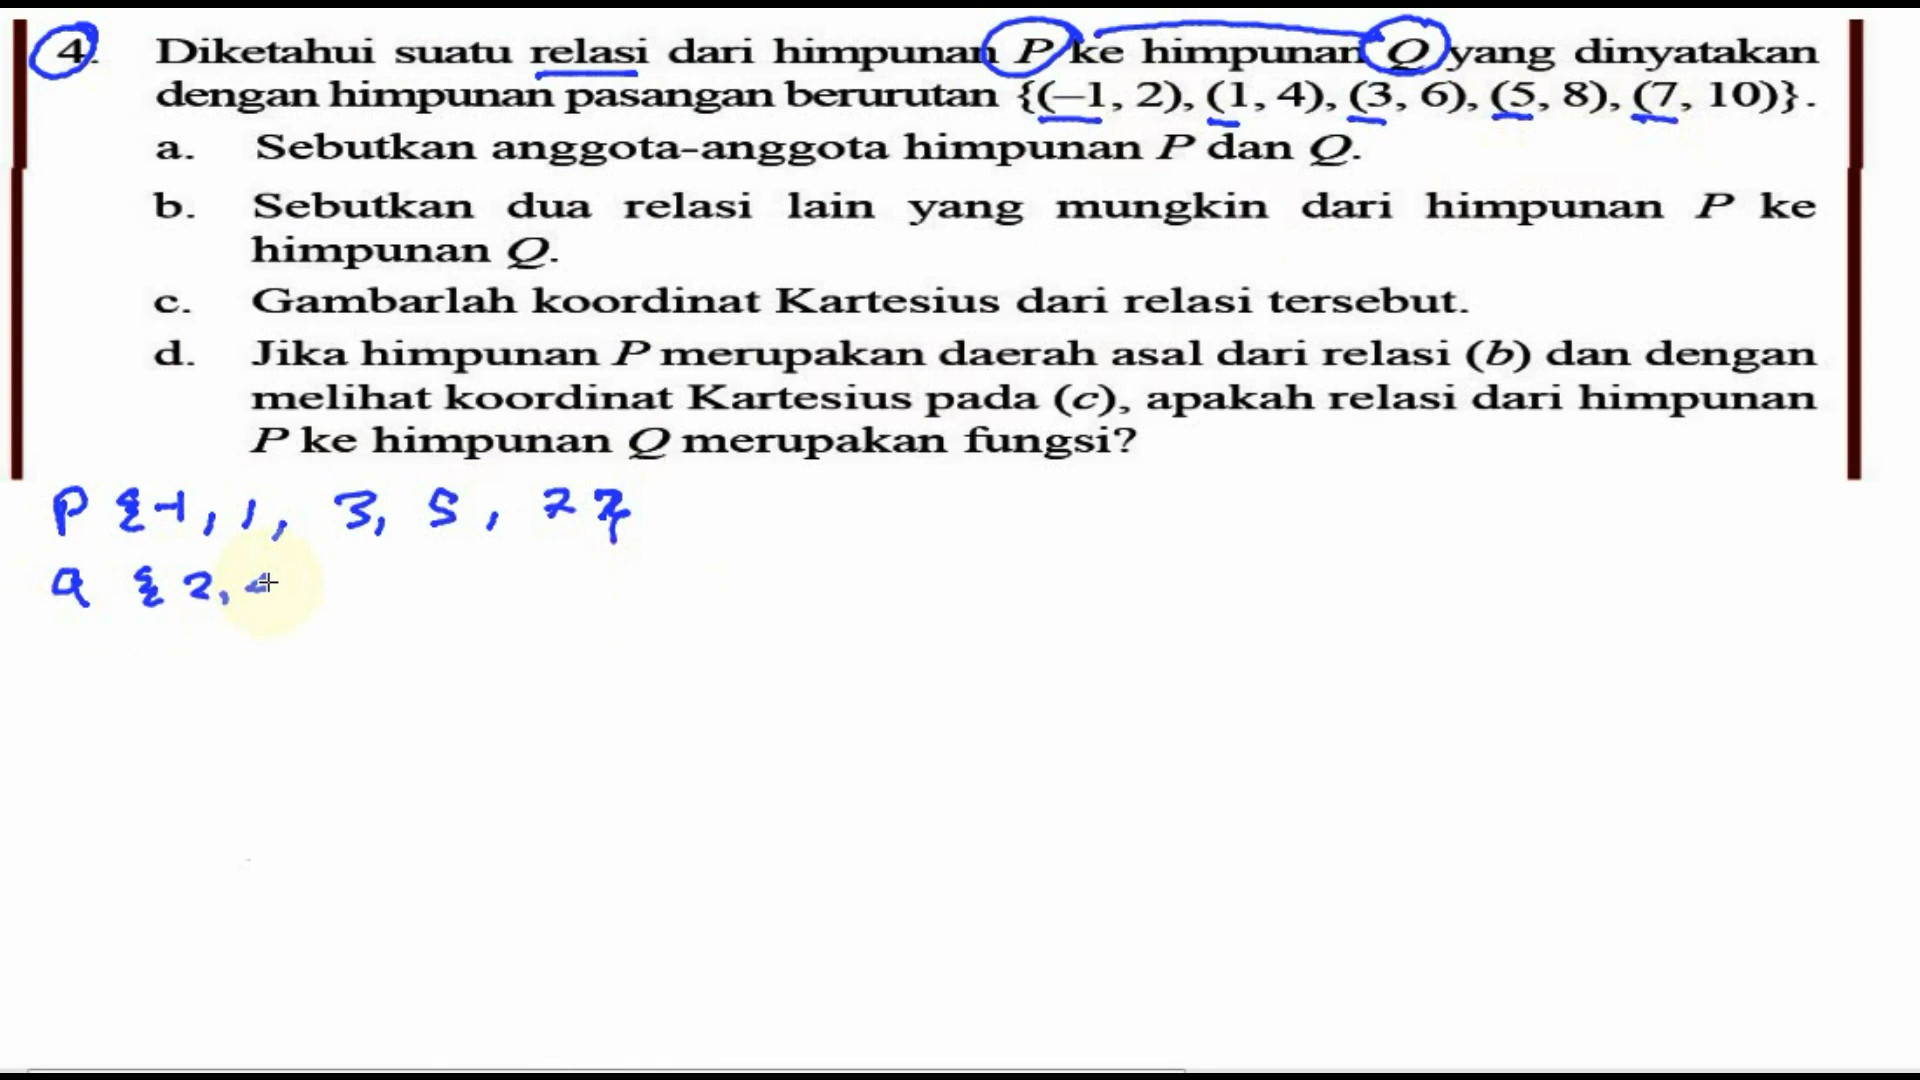 4. Diketahui suatu relasi dari himpunan P ke himpunan Q yang dinyatakan
dengan himpunan pasangan berurutan {(–1, 2), (1, 4), (3, 6), (5, 8), (7, 10)}.
a. Sebutkan anggota-anggota himpunan P dan Q.
b. Sebutkan dua relasi lain yang mungkin dari himpunan P ke
himpunan Q.
c. Gambarlah koordinat Kartesius dari relasi tersebut.
d. Jika himpunan P merupakan daerah asal dari relasi (b) dan dengan
melihat koordinat Kartesius pada (c), apakah relasi dari himpunan
P ke himpunan Q merupakan fungsi?
P {-1, 1, 3, 5, 7}
Q { 2, 4